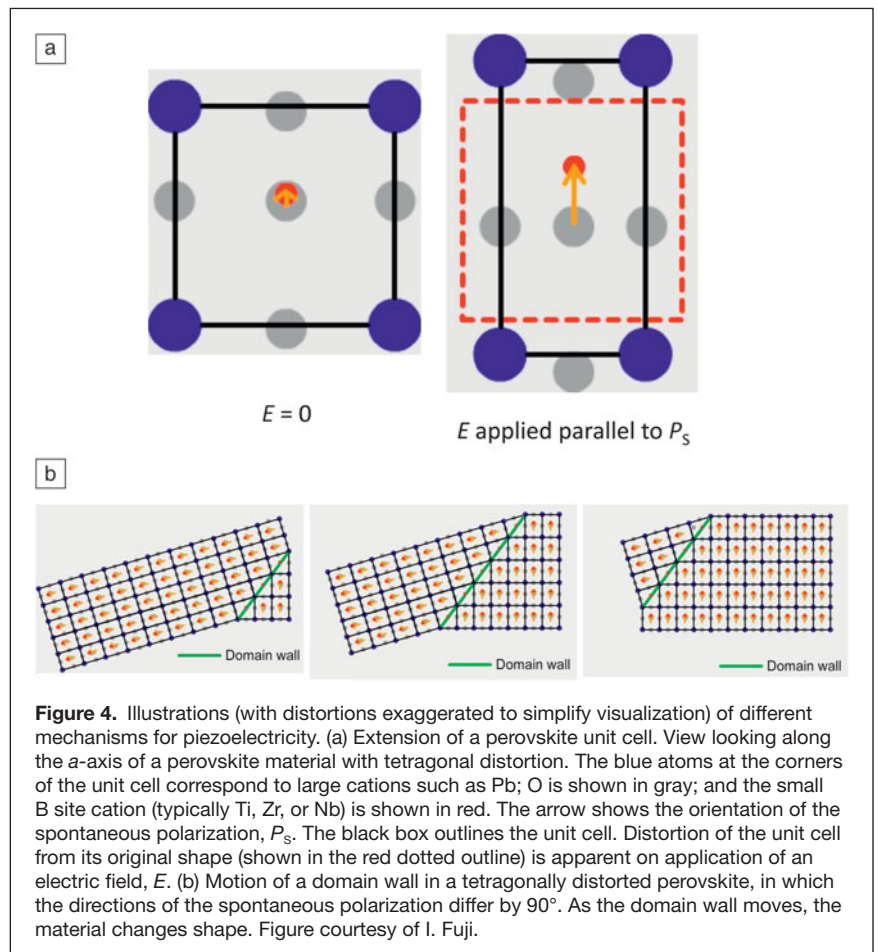 a
E = 0
E applied parallel to PS
b
Domain wall
Domain wall
Domain wall
Figure 4. Illustrations (with distortions exaggerated to simplify visualization) of different
mechanisms for piezoelectricity. (a) Extension of a perovskite unit cell. View looking along
the a-axis of a perovskite material with tetragonal distortion. The blue atoms at the corners
of the unit cell correspond to large cations such as Pb; O is shown in gray; and the small
B site cation (typically Ti, Zr, or Nb) is shown in red. The arrow shows the orientation of the
spontaneous polarization, PS. The black box outlines the unit cell. Distortion of the unit cell
from its original shape (shown in the red dotted outline) is apparent on application of an
electric field, E. (b) Motion of a domain wall in a tetragonally distorted perovskite, in which
the directions of the spontaneous polarization differ by 90°. As the domain wall moves, the
material changes shape. Figure courtesy of I. Fuji.